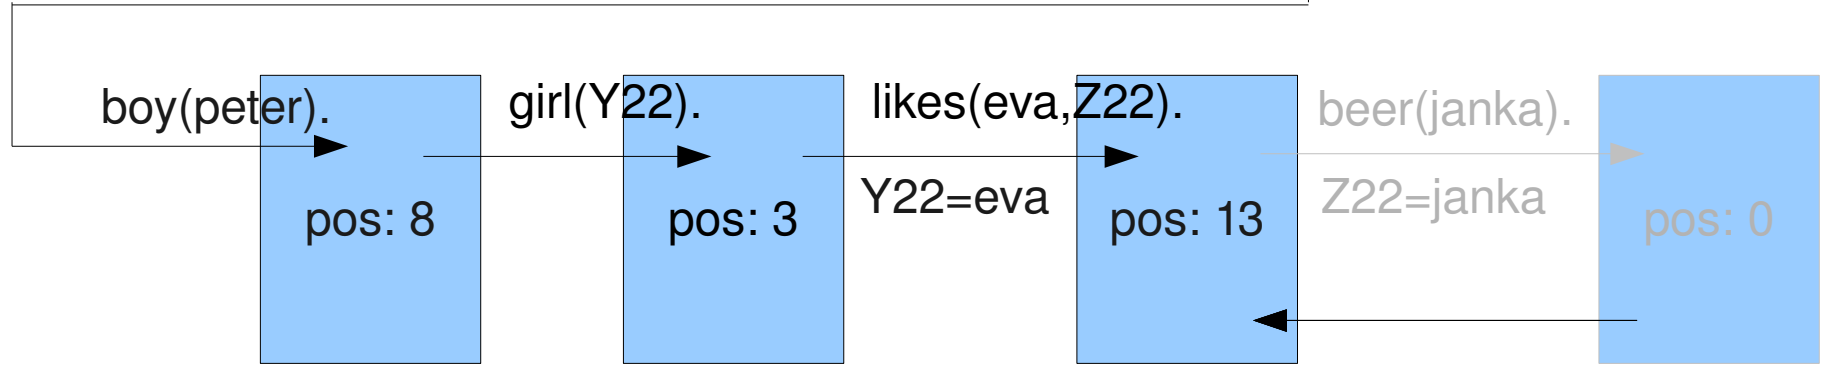 boy(peter).
pos: 8
girl(Y22).
pos: 3
likes(eva,Z22).
Y22=eva
pos: 13
beer(janka).
Z22=janka
pos: 0